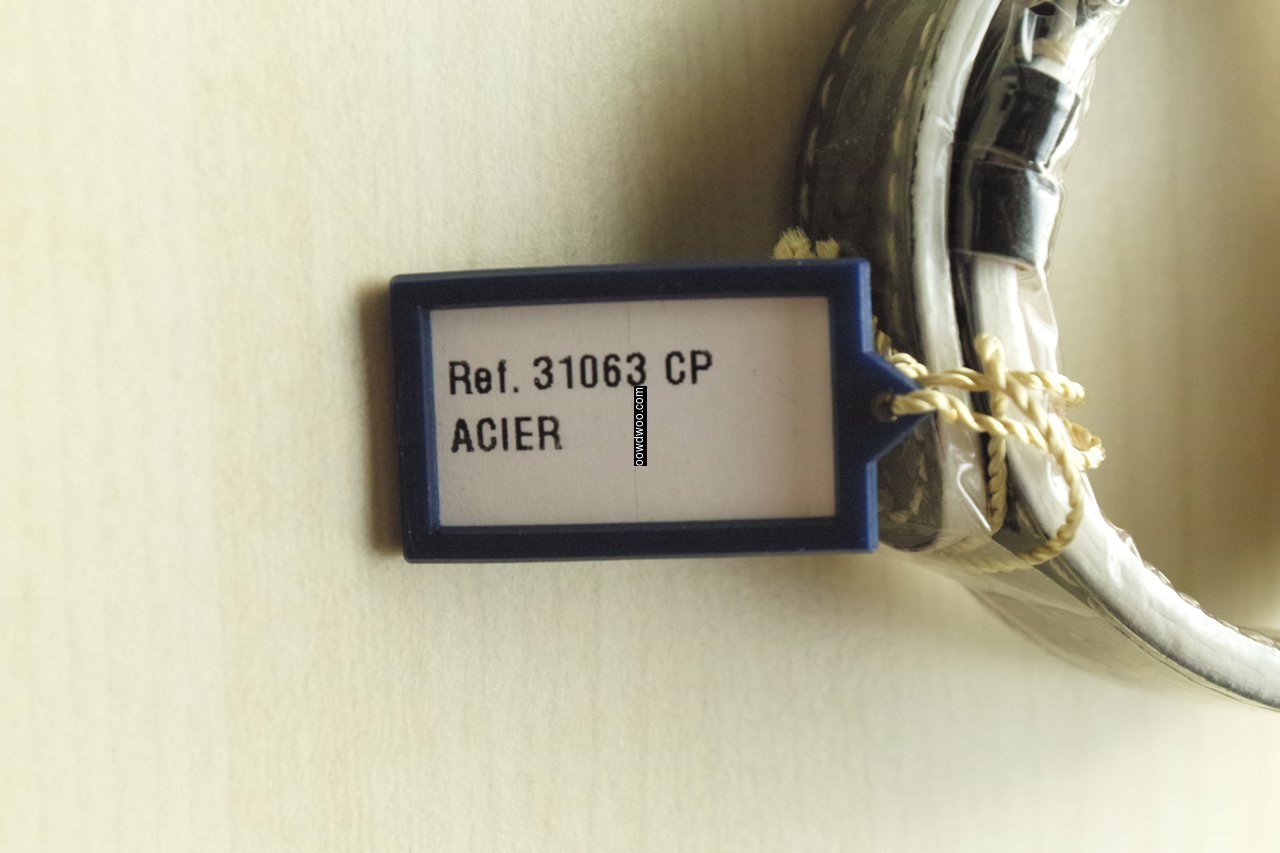 Ref. 31063 CP
ACIER
oowdwoo.com